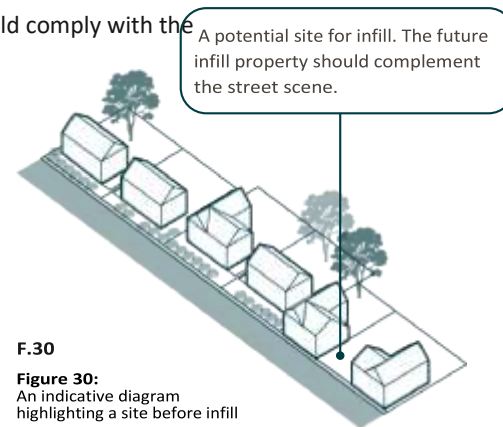 ld comply with the
A potential site for infill. The future
infill property should complement
the street scene.
F.30
Figure 30:
An indicative diagram
highlighting a site before infill